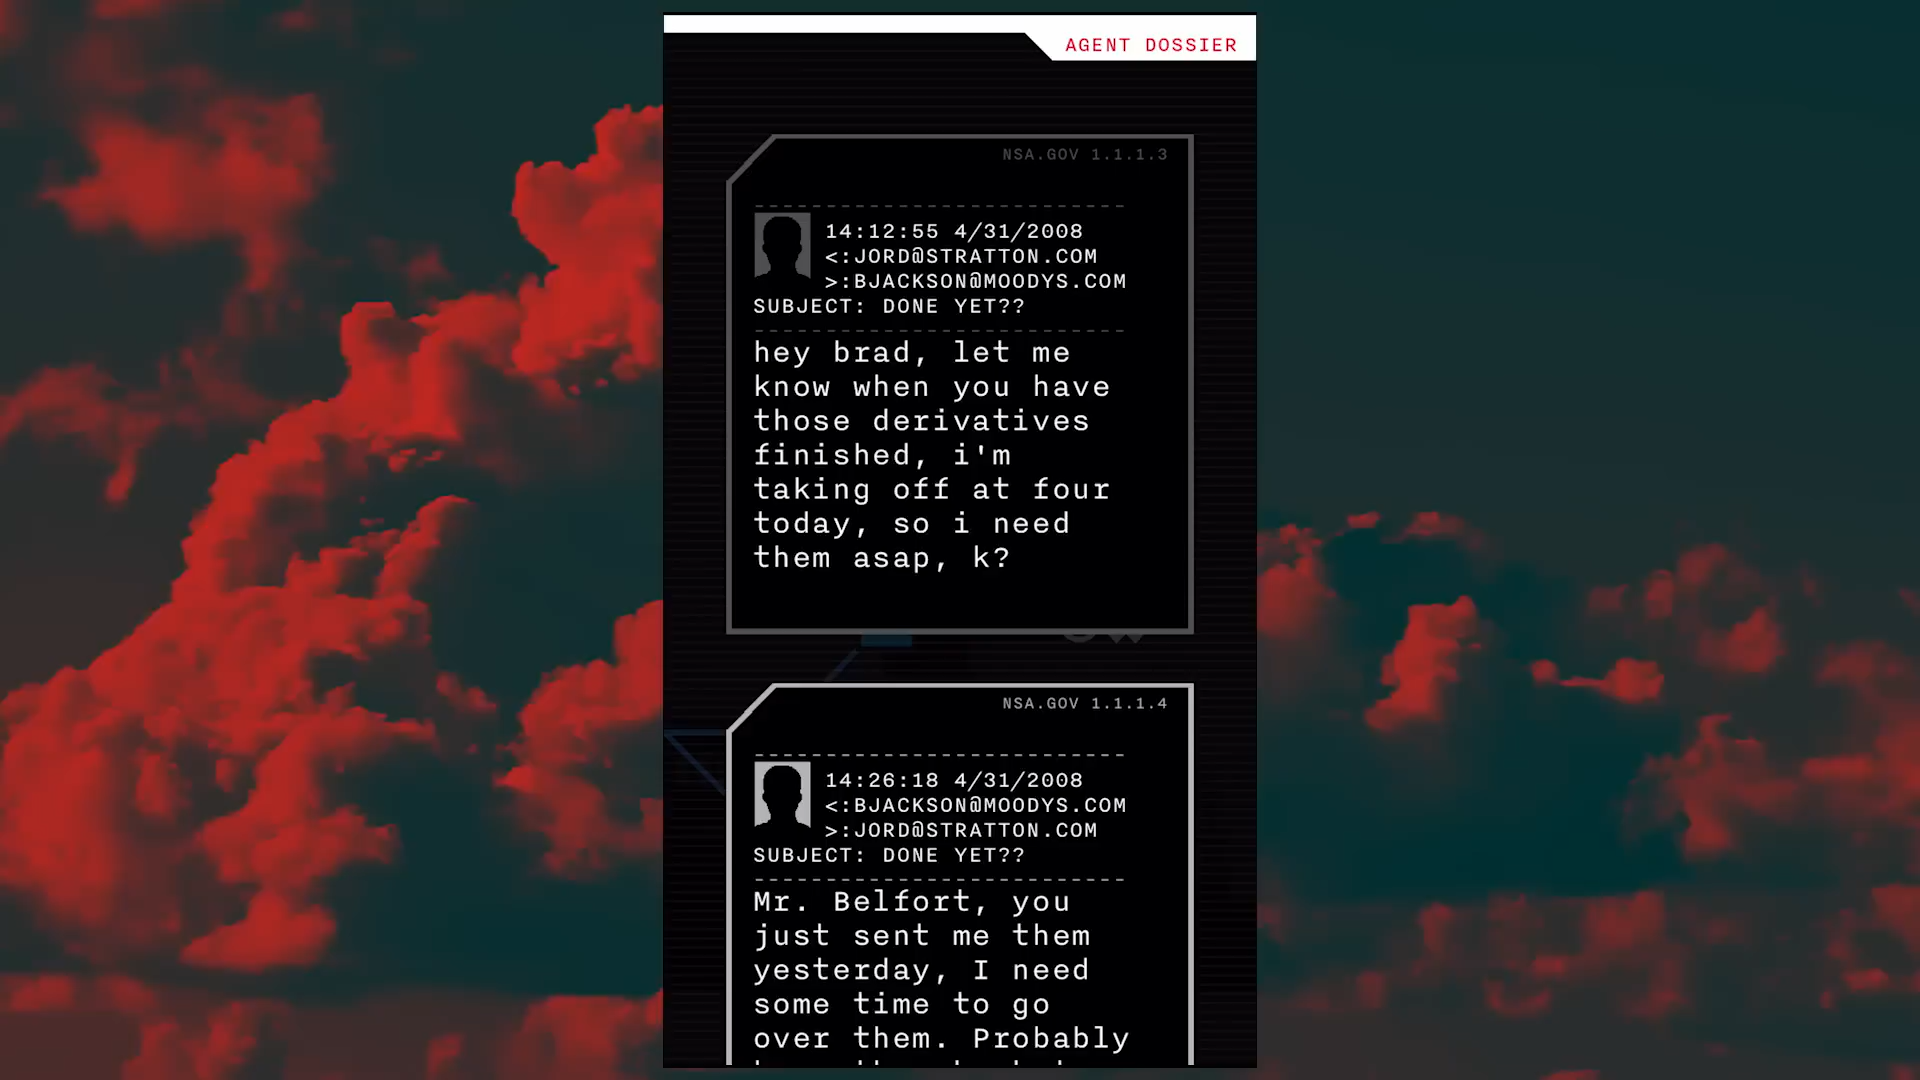 AGENT DOSSIER
NSA.GOV 1.1.1.3
14:12:55 4/31/2008
<:JORD@STRATTON.COM
>:BJACKSON@MOODYS.COM
SUBJECT: DONE YET??
hey brad, let me
know when you have
those derivatives
finished, i'm
taking off at four
today, so i need
them asap, k?
NSA.GOV 1.1.1.4
14:26:18 4/31/2008
<:BJACKSON@MOODYS.COM
>:JORD@STRATTON.COM
SUBJECT: DONE YET??
Mr. Belfort, you
just sent me them
yesterday, I need
some time to go
over them. Probably